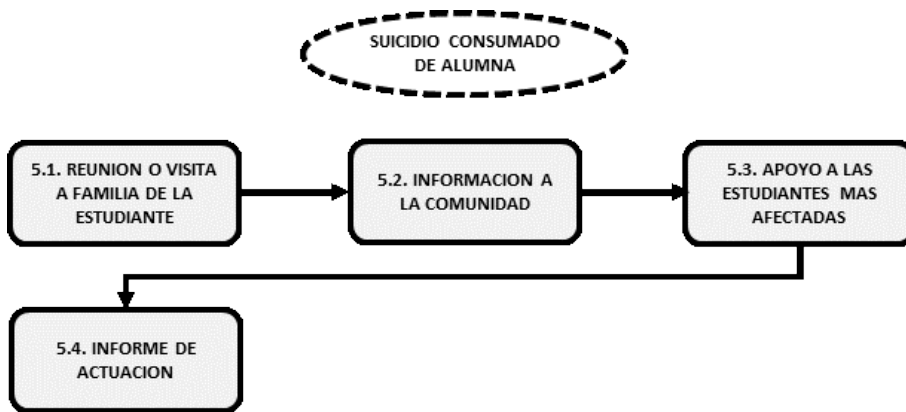 SUICIDIO CONSUMADO
DE ALUMNA
5.1. REUNION O VISITA
A FAMILIA DE LA
ESTUDIANTE
5.2. INFORMACION A
LA COMUNIDAD
5.3. APOYO A LAS
ESTUDIANTES MAS
AFECTADAS
5.4. INFORME DE
ACTUACION